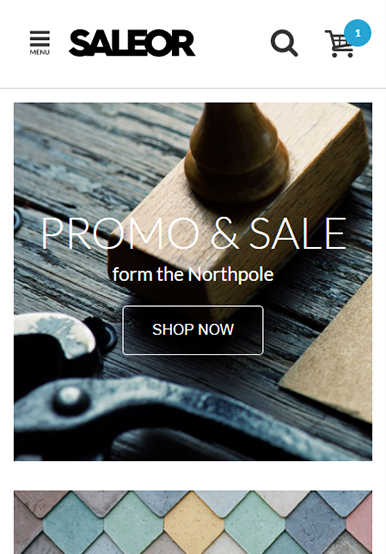 MENU
SALEOR
1
PROMO & SALE
form the Northpole
SHOP NOW